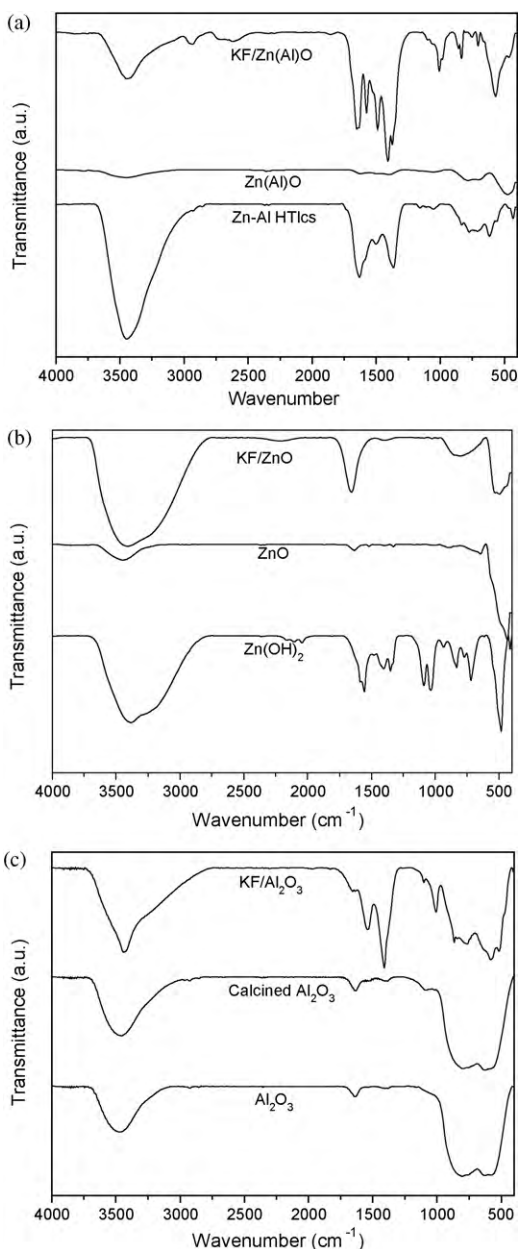 (a)
KF/Zn(Al)O
Zn(Al)O
Zn-Al HTlcs
Transmittance (a.u.)
4000 3500 3000 2500 2000 1500 1000 500
Wavenumber
(b)
KF/ZnO
ZnO
Zn(OH)₂
Transmittance (a.u.)
4000 3500 3000 2500 2000 1500 1000 500
Wavenumber (cm⁻¹)
(c)
KF/Al₂O₃
Calcined Al₂O₃
Al₂O₃
Transmittance (a.u.)
4000 3500 3000 2500 2000 1500 1000 500
Wavenumber (cm⁻¹)